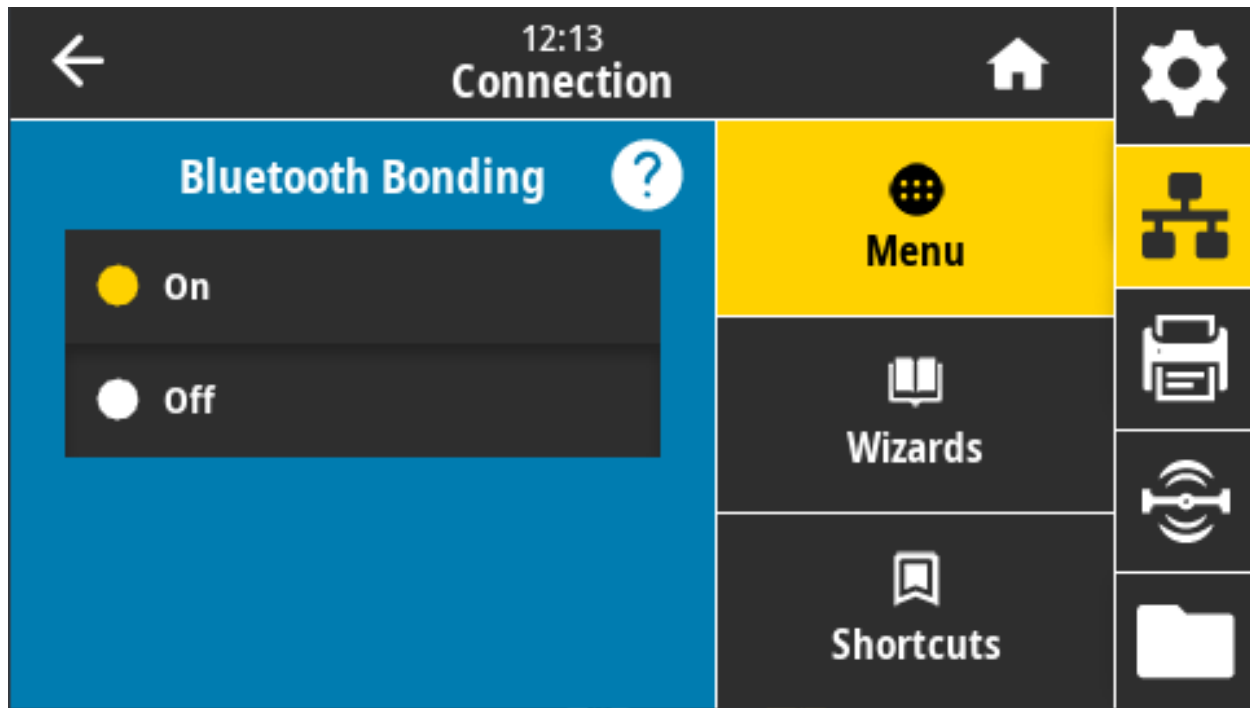 12:13
Connection
Bluetooth Bonding ?
On
Off
Menu
Wizards
Shortcuts